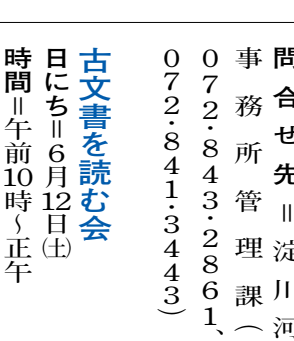 問合せ先＝淀川河
事務所管理課（
072･843･2861、
072･841･3443）
古文書を読む会
日にち＝6月12日㈯
時間＝午前10時～正午